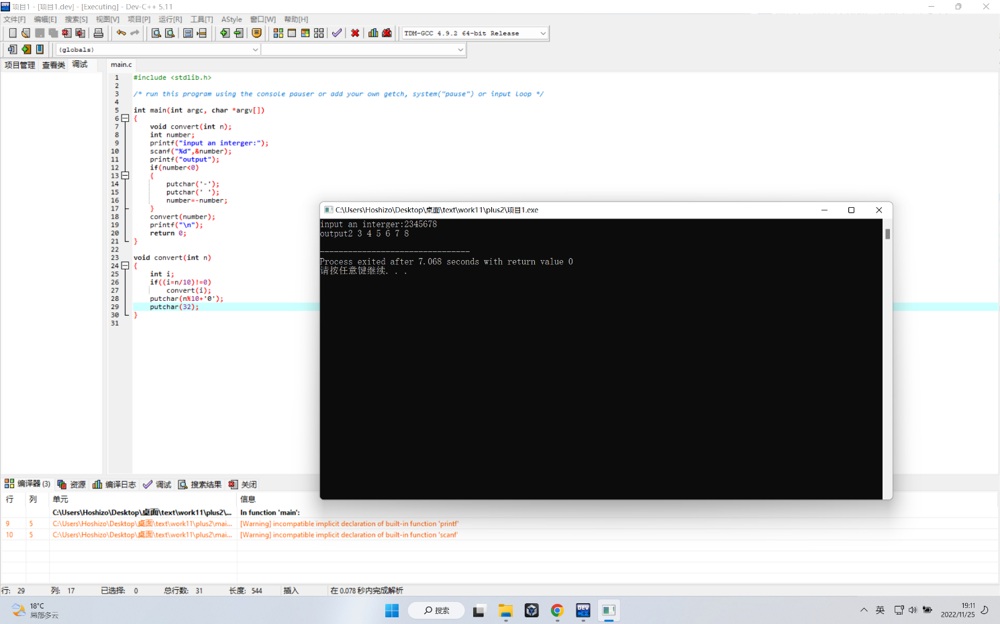 项目1 - [项目1.dev] - [Executing] - Dev-C++ 5.11
文件[F] 编辑[E] 搜索[S] 视图[V] 项目[P] 运行[R] 工具[T] AStyle 窗口[W] 帮助[H]
TDM-GCC 4.9.2 64-bit Release
(globals)
项目管理 查看类 调试 main.c
1 #include <stdlib.h>
2
3 /* run this program using the console pauser or add your own getch, system("pause") or input loop */
4
5 int main(int argc, char *argv[])
6 {
7 void convert(int n);
8 int number;
9 printf("input an interger:");
10 scanf("%d",&number);
11 printf("output");
12 if(number<0)
13 {
14 putchar('-');
15 putchar(' ');
16 number=-number;
17 }
18 convert(number);
19 printf("\n");
20 return 0;
21 }
22
23 void convert(int n)
24 {
25 int i;
26 if((i=n/10)!=0)
27 convert(i);
28 putchar(n%10+'0');
29 putchar(32);
30 }
31
C:\Users\Hoshizo\Desktop\桌面\text\work11\plus2\项目1.exe
input an interger:2345678
output2 3 4 5 6 7 8
--------------------------------
Process exited after 7.068 seconds with return value 0
请按任意键继续. . .
编译器 (3) 资源 编译日志 调试 搜索结果 关闭
行 列 单元 信息
C:\Users\Hoshizo\Desktop\桌面\text\work11\plus2\... In function 'main':
9 5 C:\Users\Hoshizo\Desktop\桌面\text\work11\plus2\mai... [Warning] incompatible implicit declaration of built-in function 'printf'
10 5 C:\Users\Hoshizo\Desktop\桌面\text\work11\plus2\mai... [Warning] incompatible implicit declaration of built-in function 'scanf'
行: 29 列: 17 已选择: 0 总行数: 31 长度: 544 插入 在 0.078 秒内完成解析
18°C
局部多云
搜索
DEV
英
19:11
2022/11/25